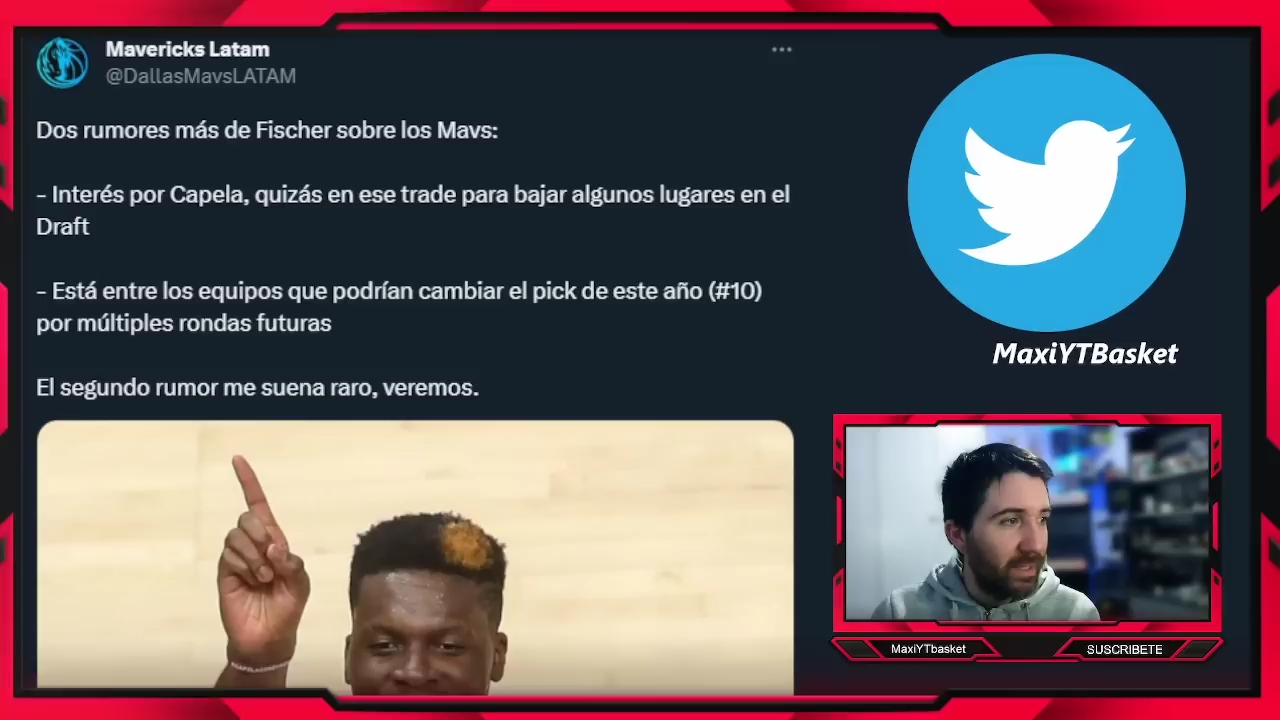 Mavericks Latam
@DallasMavsLATAM
Dos rumores más de Fischer sobre los Mavs:
- Interés por Capela, quizás en ese trade para bajar algunos lugares en el
Draft
- Está entre los equipos que podrían cambiar el pick de este año (#10)
por múltiples rondas futuras
El segundo rumor me suena raro, veremos.
MaxiYTBasket
MaxiYTbasket
SUSCRIBETE